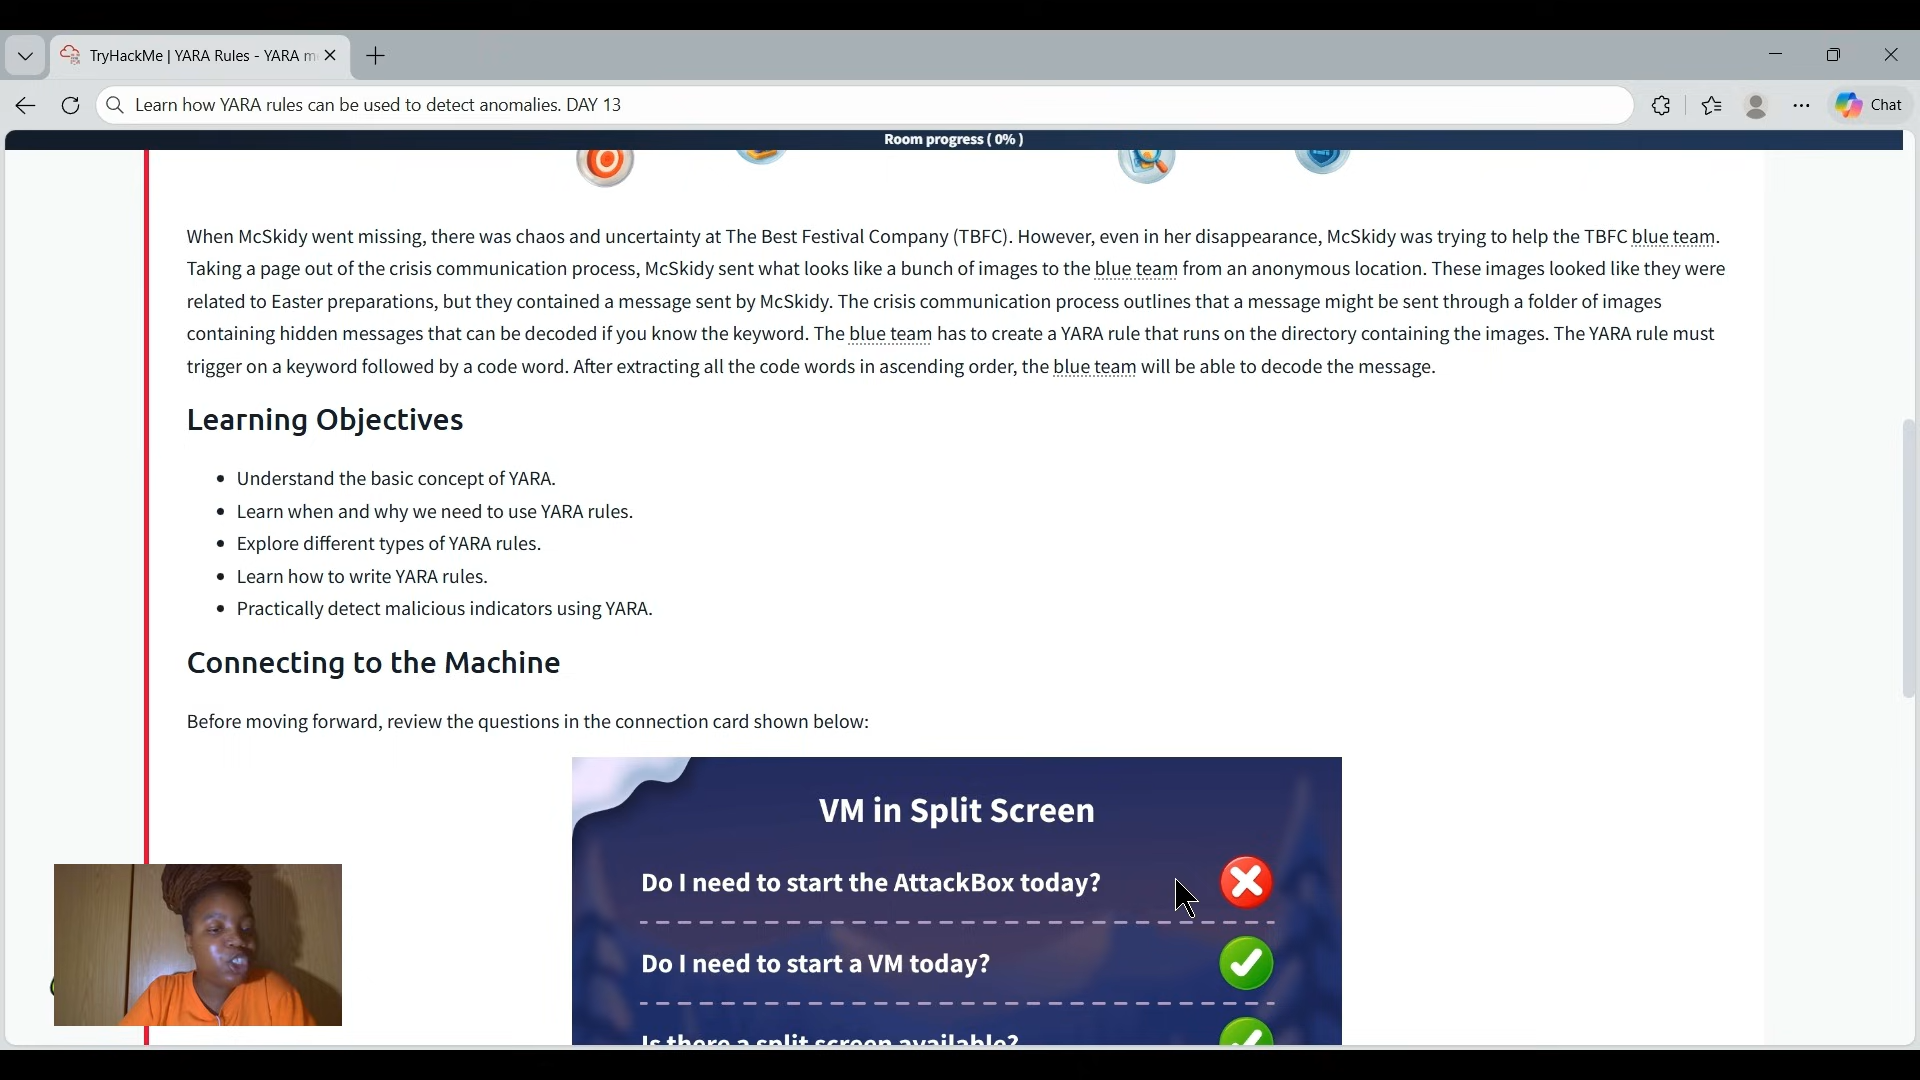 TryHackMe | YARA Rules - YARA m
Learn how YARA rules can be used to detect anomalies. DAY 13
Chat
Room progress ( 0% )
When McSkidy went missing, there was chaos and uncertainty at The Best Festival Company (TBFC). However, even in her disappearance, McSkidy was trying to help the TBFC blue team.
Taking a page out of the crisis communication process, McSkidy sent what looks like a bunch of images to the blue team from an anonymous location. These images looked like they were
related to Easter preparations, but they contained a message sent by McSkidy. The crisis communication process outlines that a message might be sent through a folder of images
containing hidden messages that can be decoded if you know the keyword. The blue team has to create a YARA rule that runs on the directory containing the images. The YARA rule must
trigger on a keyword followed by a code word. After extracting all the code words in ascending order, the blue team will be able to decode the message.
Learning Objectives
• Understand the basic concept of YARA.
• Learn when and why we need to use YARA rules.
• Explore different types of YARA rules.
• Learn how to write YARA rules.
• Practically detect malicious indicators using YARA.
Connecting to the Machine
Before moving forward, review the questions in the connection card shown below:
VM in Split Screen
Do I need to start the AttackBox today?
Do I need to start a VM today?
Is there a split screen available?